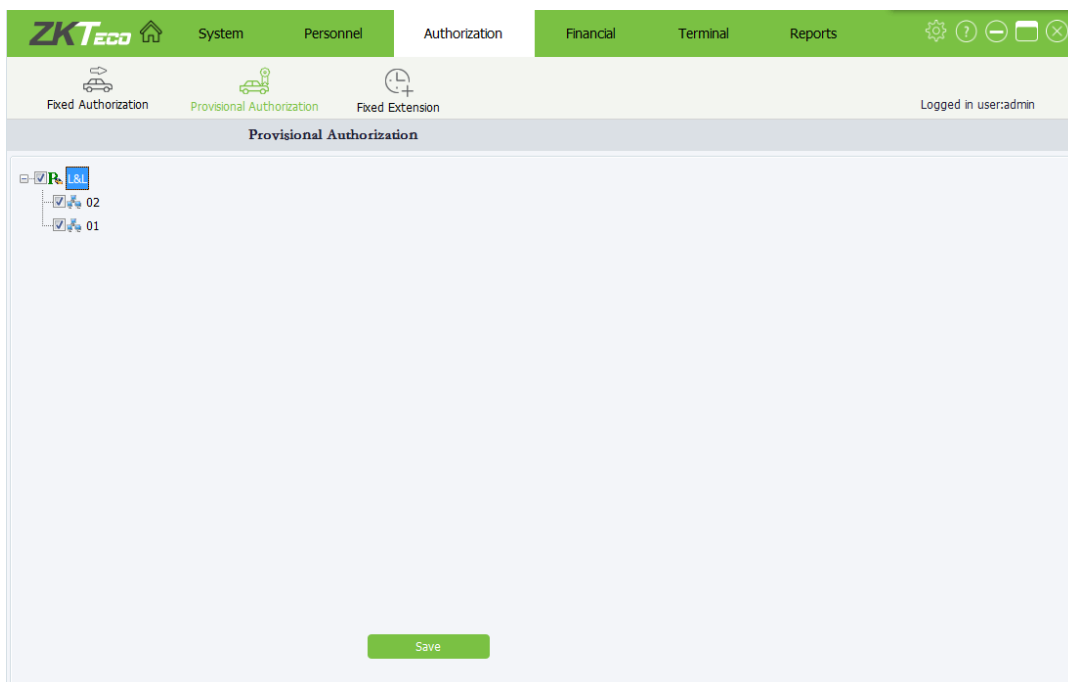 ZKTECO System Personnel Authorization Financial Terminal Reports
Fixed Authorization Provisional Authorization Fixed Extension Logged in user:admin
Provisional Authorization
L&L
02
01
Save